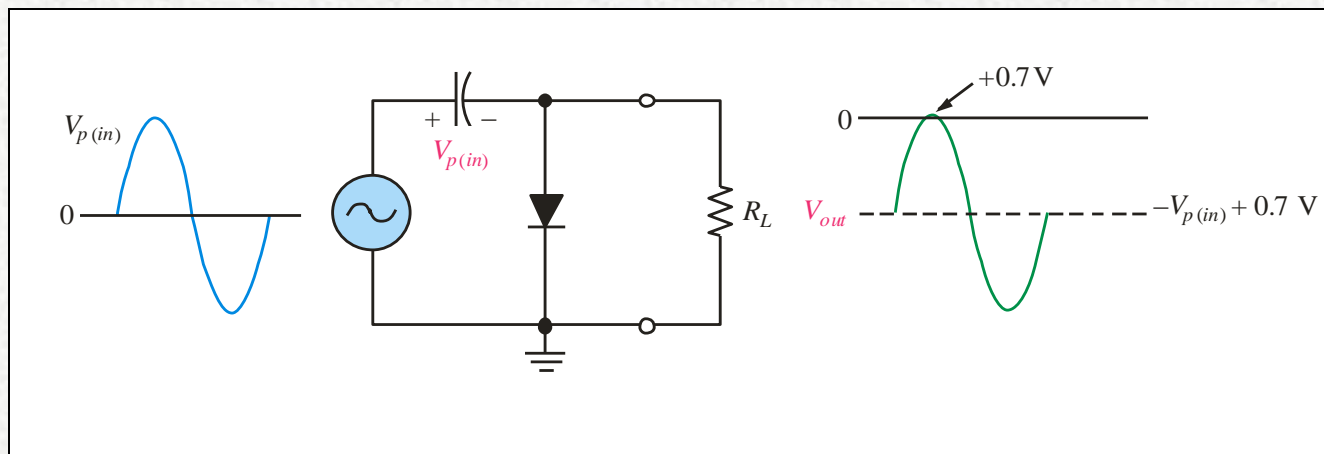 V_p(in)
0
+ −
V_p(in)
R_L
+0.7 V
0
V_out
−V_p(in) + 0.7 V